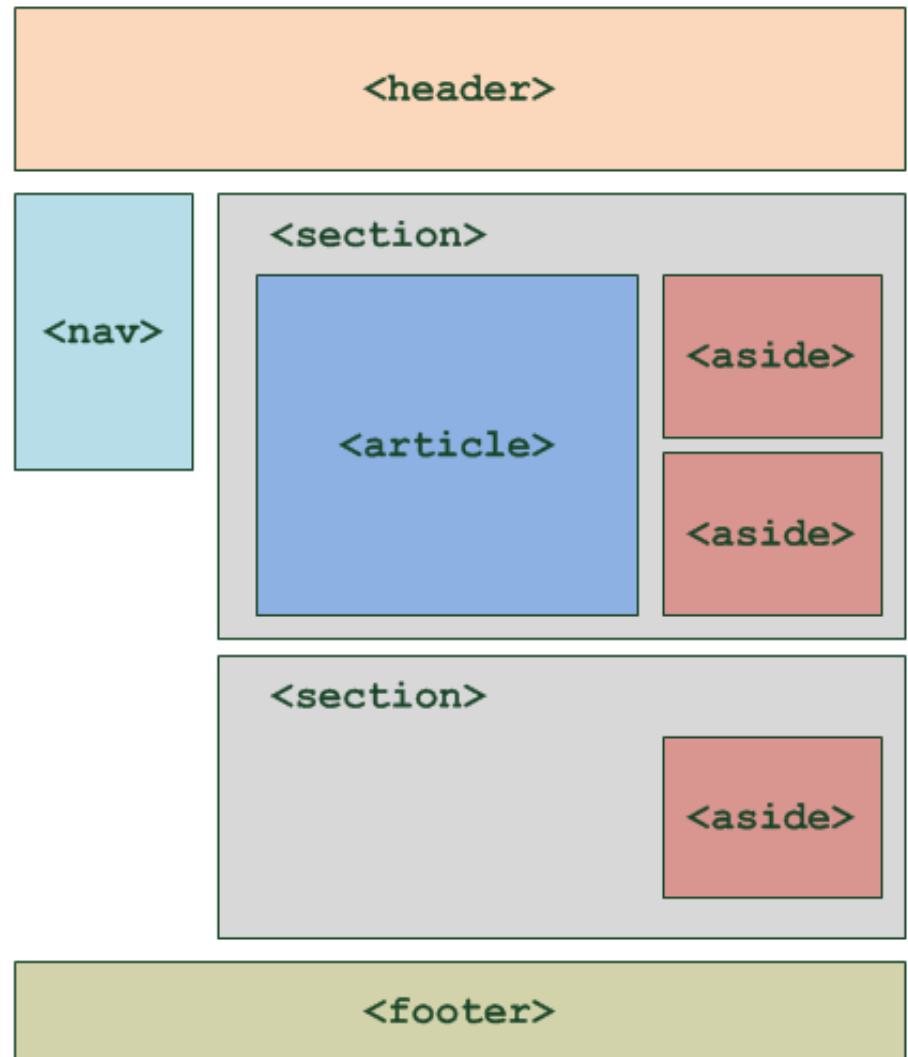 <header>
<nav>
<section>
<article>
<aside>
<aside>
<section>
<aside>
<footer>